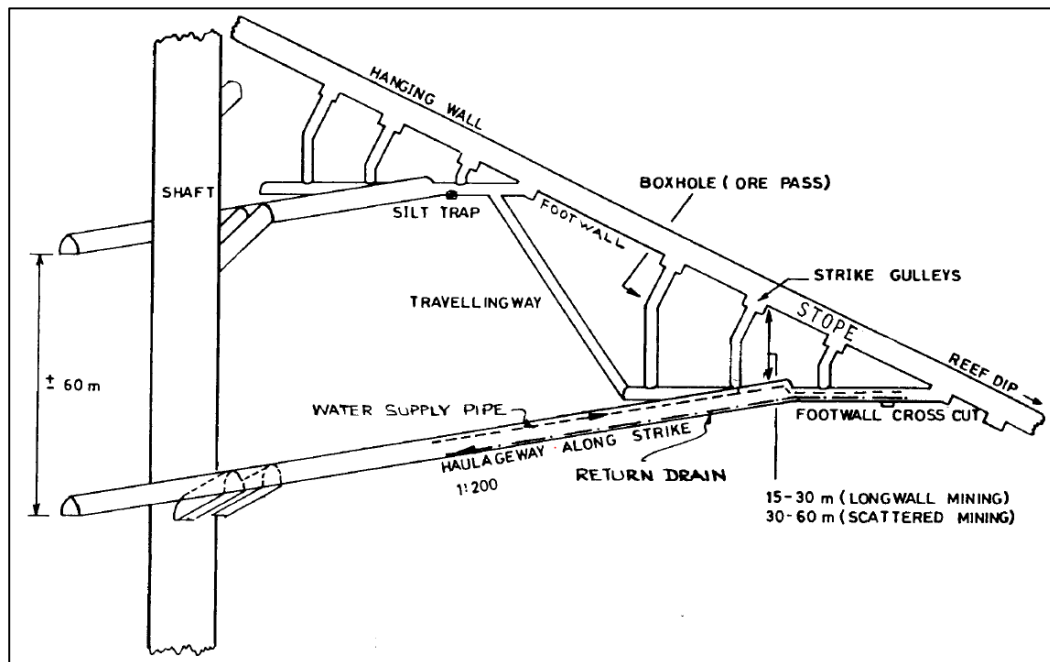 HANGING WALL
SHAFT
BOXHOLE (ORE PASS)
SILT TRAP
FOOTWALL
STRIKE GULLEYS
TRAVELLINGWAY
STOPE
± 60 m
REEF DIP
WATER SUPPLY PIPE
FOOTWALL CROSS CUT
HAULAGEWAY ALONG STRIKE
1:200
RETURN DRAIN
15-30 m (LONGWALL MINING)
30-60 m (SCATTERED MINING)